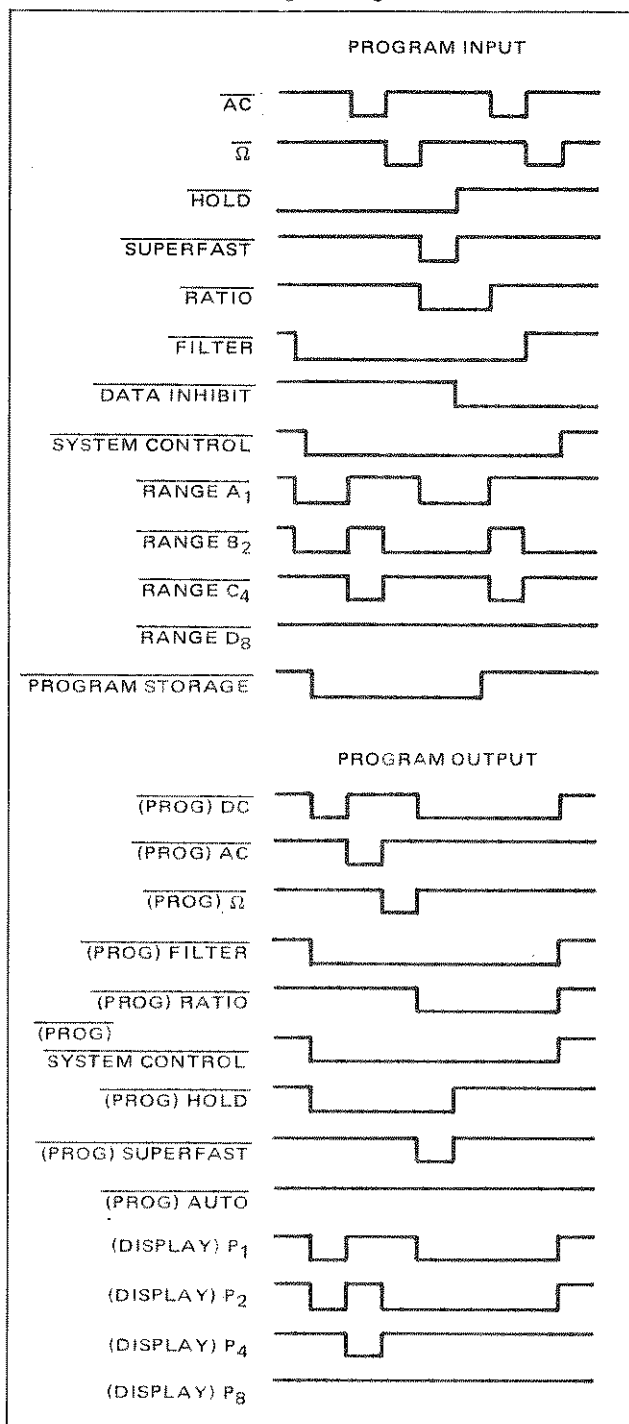 PROGRAM INPUT
AC
Ω
HOLD
SUPERFAST
RATIO
FILTER
DATA INHIBIT
SYSTEM CONTROL
RANGE A1
RANGE B2
RANGE C4
RANGE D8
PROGRAM STORAGE
PROGRAM OUTPUT
(PROG) DC
(PROG) AC
(PROG) Ω
(PROG) FILTER
(PROG) RATIO
(PROG)
SYSTEM CONTROL
(PROG) HOLD
(PROG) SUPERFAST
(PROG) AUTO
(DISPLAY) P1
(DISPLAY) P2
(DISPLAY) P4
(DISPLAY) P8